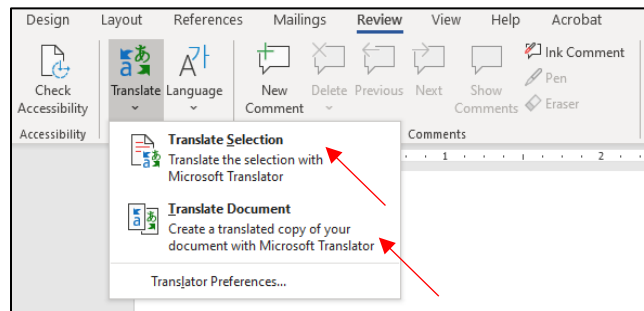 Design Layout References Mailings Review View Help Acrobat
Check Accessibility
Translate
Language
New Comment
Delete
Previous
Next
Show Comments
Ink Comment
Pen
Eraser
Accessibility
Comments
Translate Selection
Translate the selection with
Microsoft Translator
Translate Document
Create a translated copy of your
document with Microsoft Translator
Translator Preferences...
1 2